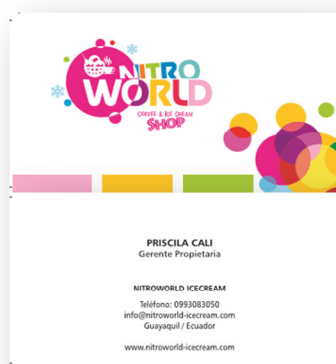 NITRO
WORLD
COFFEE & ICE CREAM
SHOP
PRISCILA CALI
Gerente Propietaria
NITROWORLD ICECREAM
Teléfono: 0993083050
info@nitroworld-icecream.com
Guayaquil / Ecuador
www.nitroworld-icecream.com